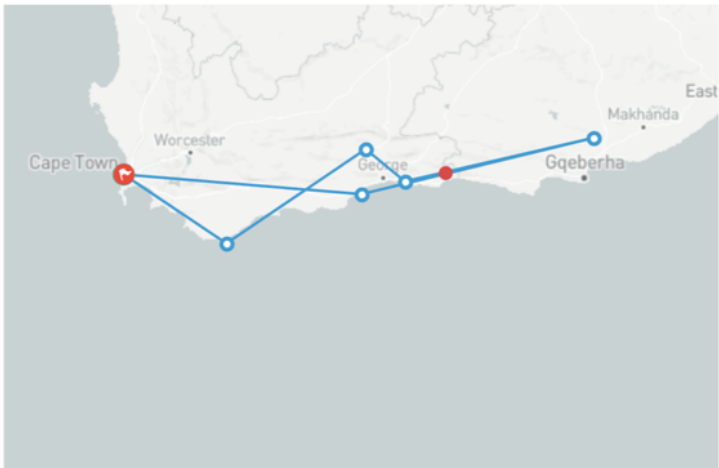 East
Makhanda
Worcester
Cape Town
George
Gqeberha